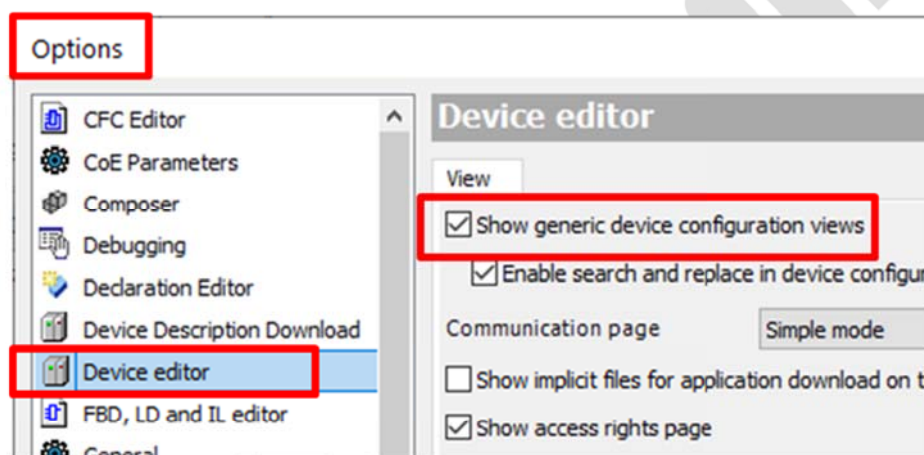 Options
CFC Editor
CoE Parameters
Composer
Debugging
Declaration Editor
Device Description Download
Device editor
FBD, LD and IL editor
General
Device editor
View
Show generic device configuration views
Enable search and replace in device configur
Communication page
Simple mode
Show implicit files for application download on t
Show access rights page